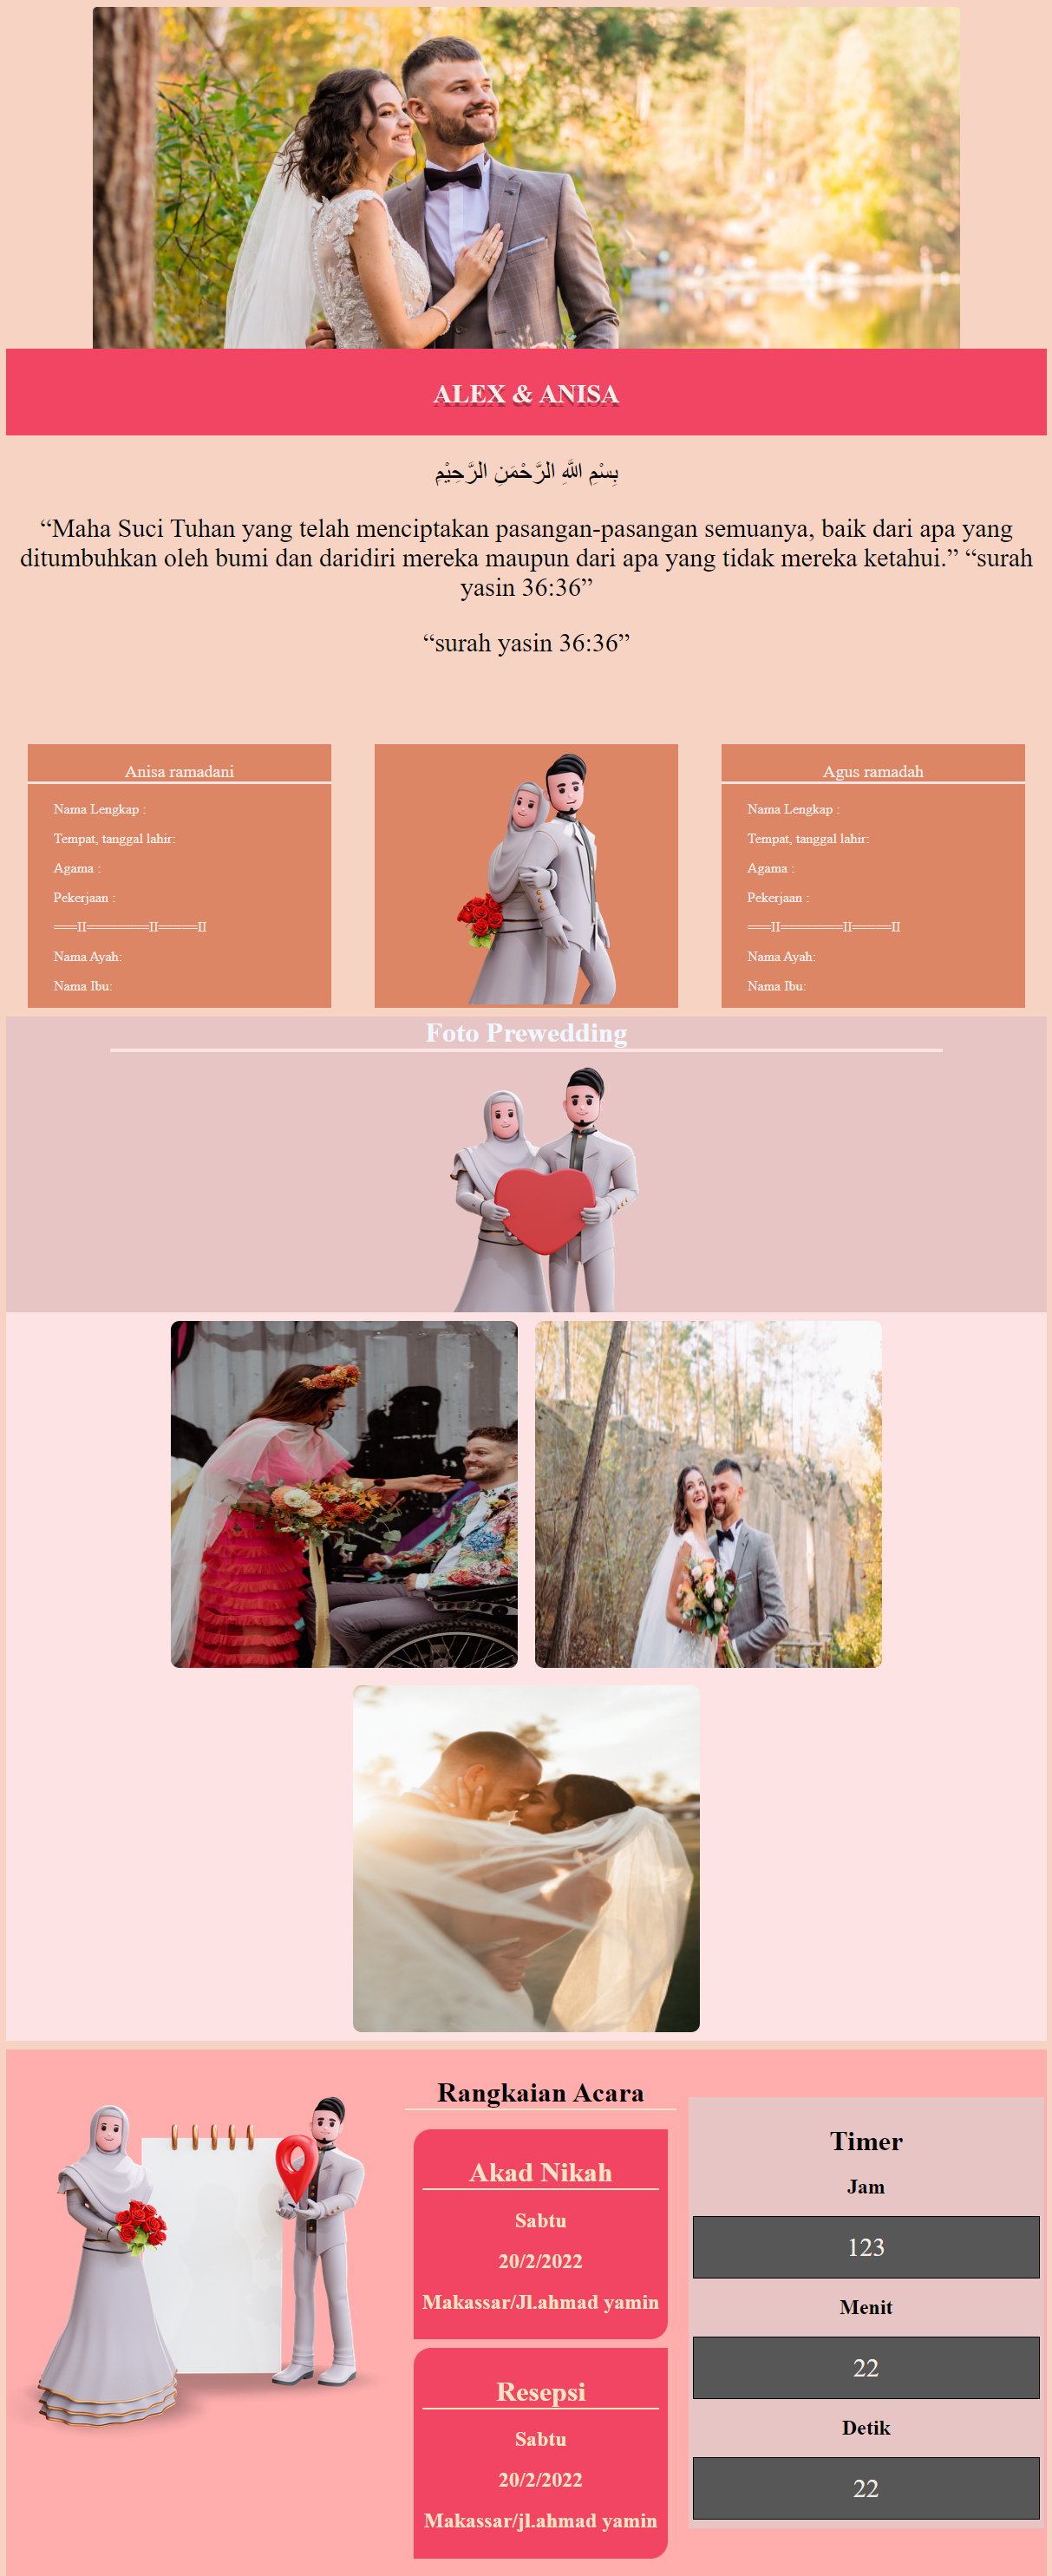 ALEX & ANISA
بِسْمِ اللَّهِ الرَّحْمَنِ الرَّحِيْمِ
“Maha Suci Tuhan yang telah menciptakan pasangan-pasangan semuanya, baik dari apa yang
ditumbuhkan oleh bumi dan daridiri mereka maupun dari apa yang tidak mereka ketahui.” “surah
yasin 36:36”
“surah yasin 36:36”
Anisa ramadani
Nama Lengkap :
Tempat, tanggal lahir:
Agama :
Pekerjaan :
═══II════════II═════II
Nama Ayah:
Nama Ibu:
Agus ramadah
Nama Lengkap :
Tempat, tanggal lahir:
Agama :
Pekerjaan :
═══II════════II═════II
Nama Ayah:
Nama Ibu:
Foto Prewedding
Rangkaian Acara
Akad Nikah
Sabtu
20/2/2022
Makassar/Jl.ahmad yamin
Resepsi
Sabtu
20/2/2022
Makassar/jl.ahmad yamin
Timer
Jam
123
Menit
22
Detik
22